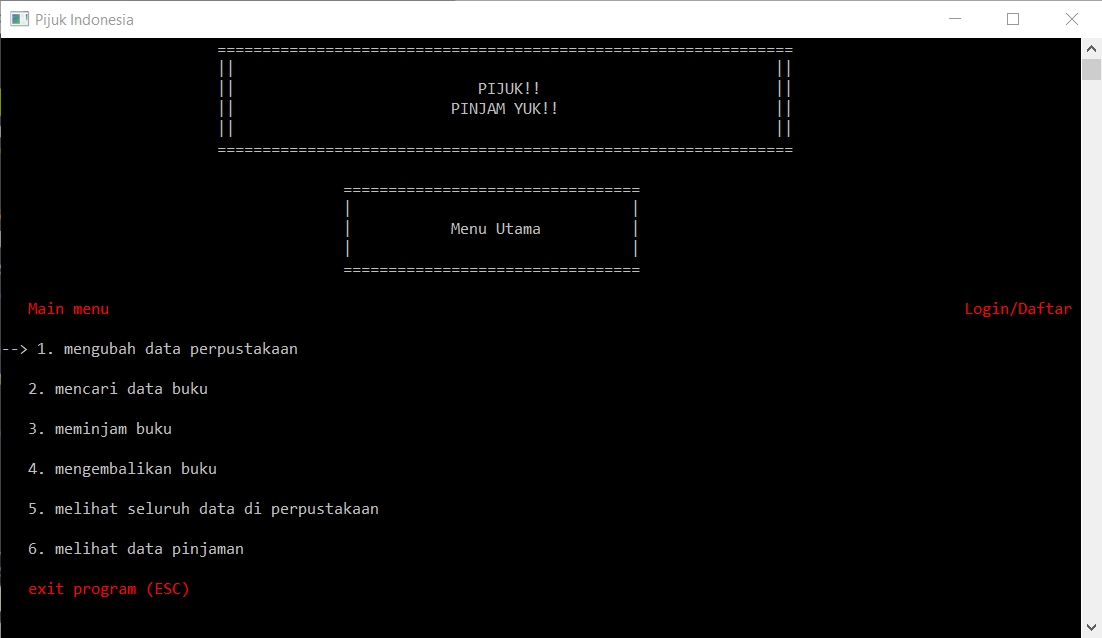 Pijuk Indonesia
================================================================
|| ||
|| PIJUK!! ||
|| PINJAM YUK!! ||
|| ||
================================================================
=================================
| |
| Menu Utama |
| |
=================================
Main menu Login/Daftar
--> 1. mengubah data perpustakaan
2. mencari data buku
3. meminjam buku
4. mengembalikan buku
5. melihat seluruh data di perpustakaan
6. melihat data pinjaman
exit program (ESC)